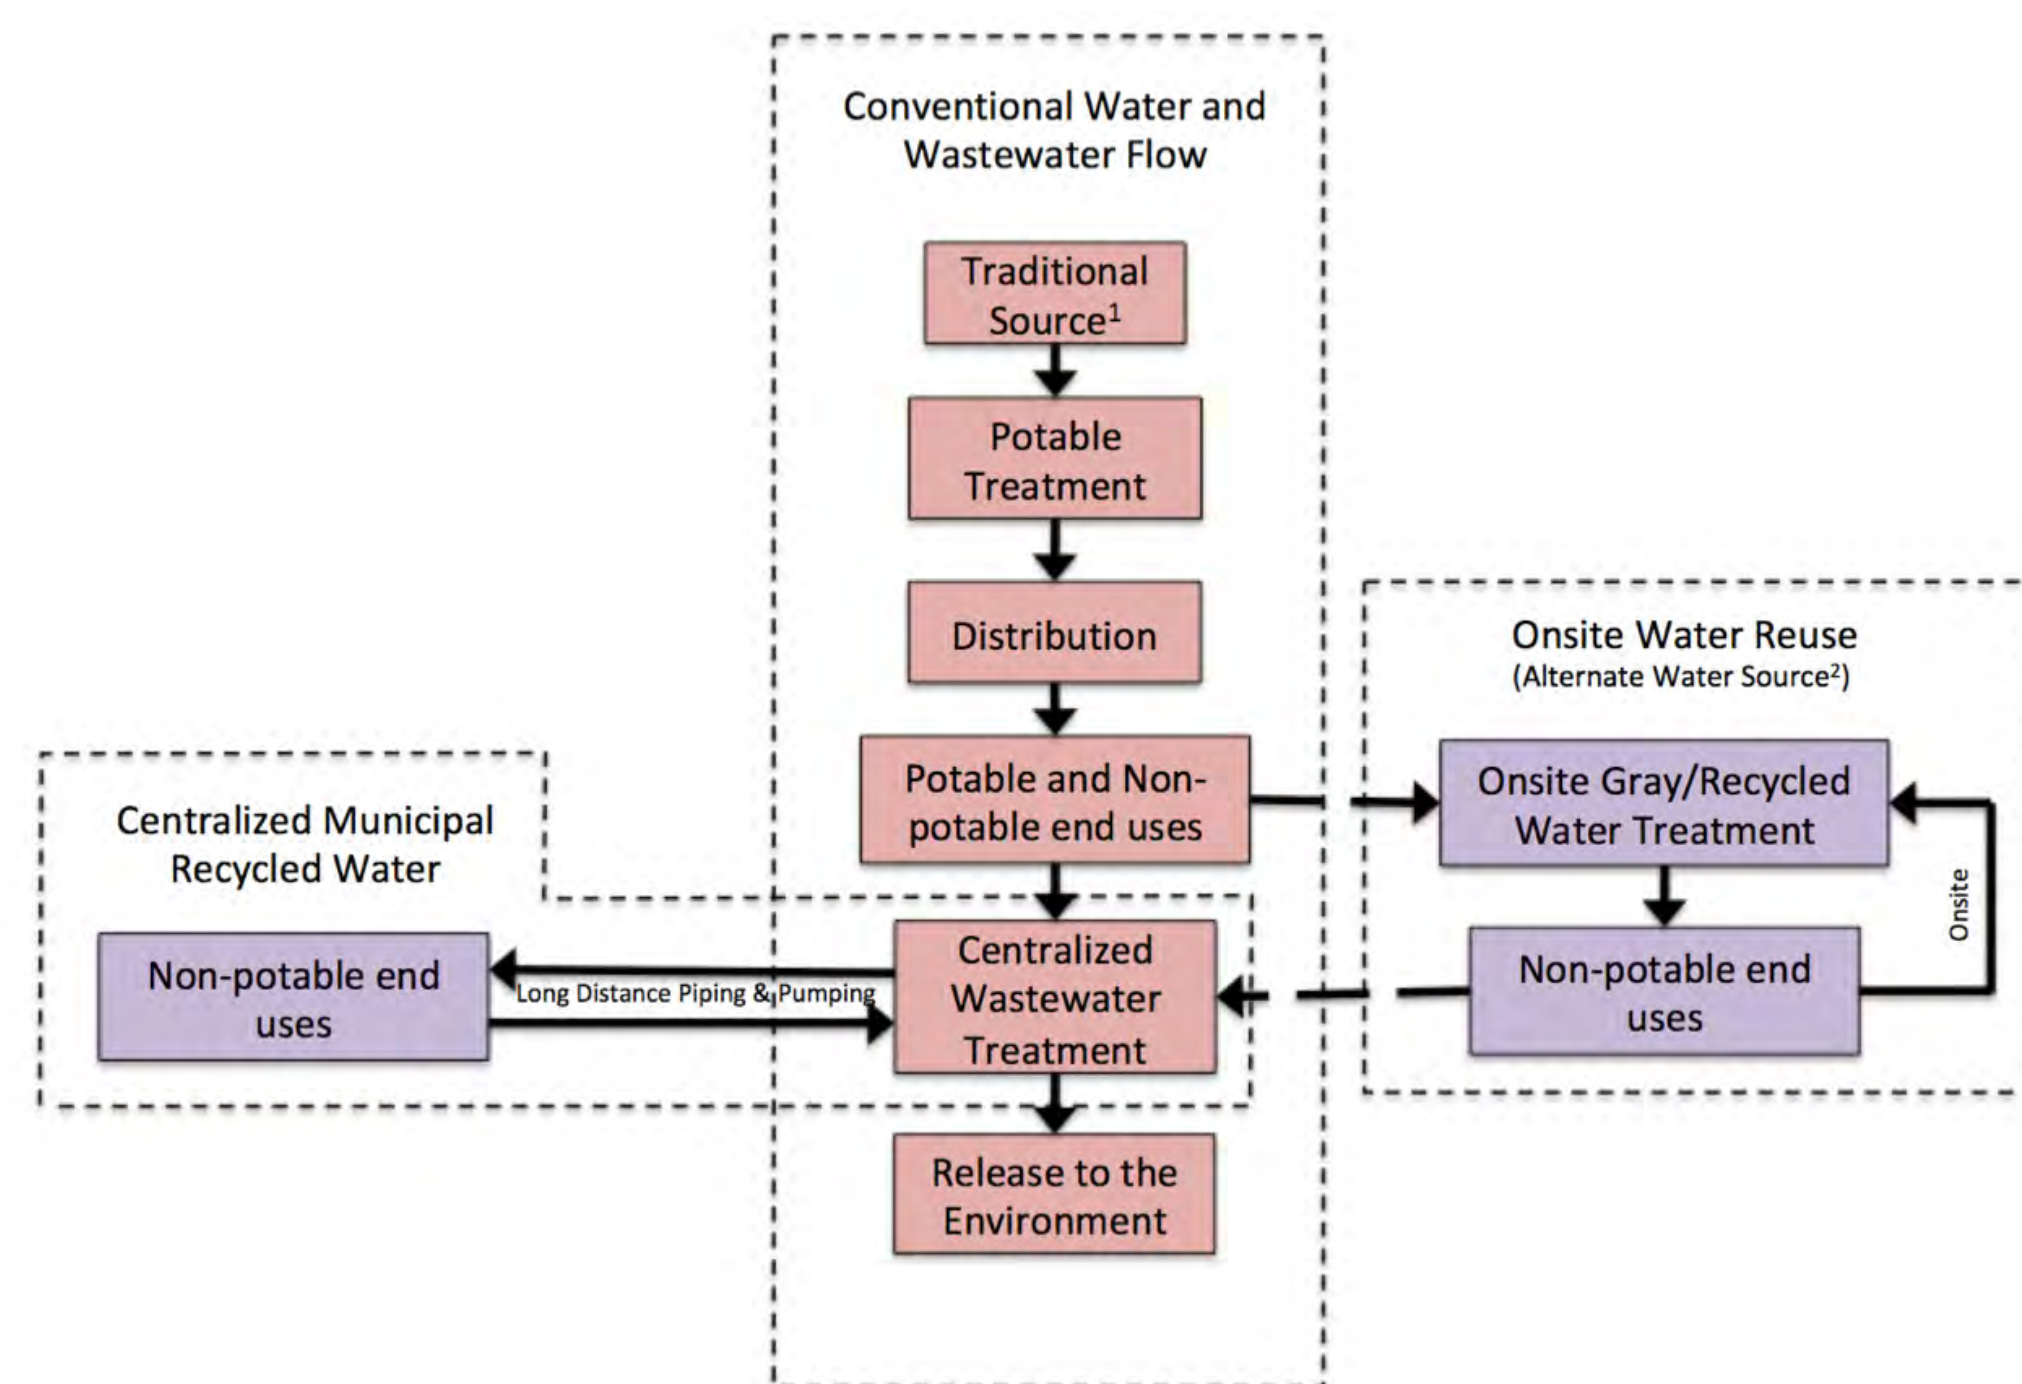 Conventional Water and
Wastewater Flow
Traditional
Source¹
Potable
Treatment
Distribution
Potable and Non-
potable end uses
Centralized
Wastewater
Treatment
Release to the
Environment
Centralized Municipal
Recycled Water
Non-potable end
uses
Long Distance Piping & Pumping
Onsite Water Reuse
(Alternate Water Source²)
Onsite Gray/Recycled
Water Treatment
Non-potable end
uses
Onsite